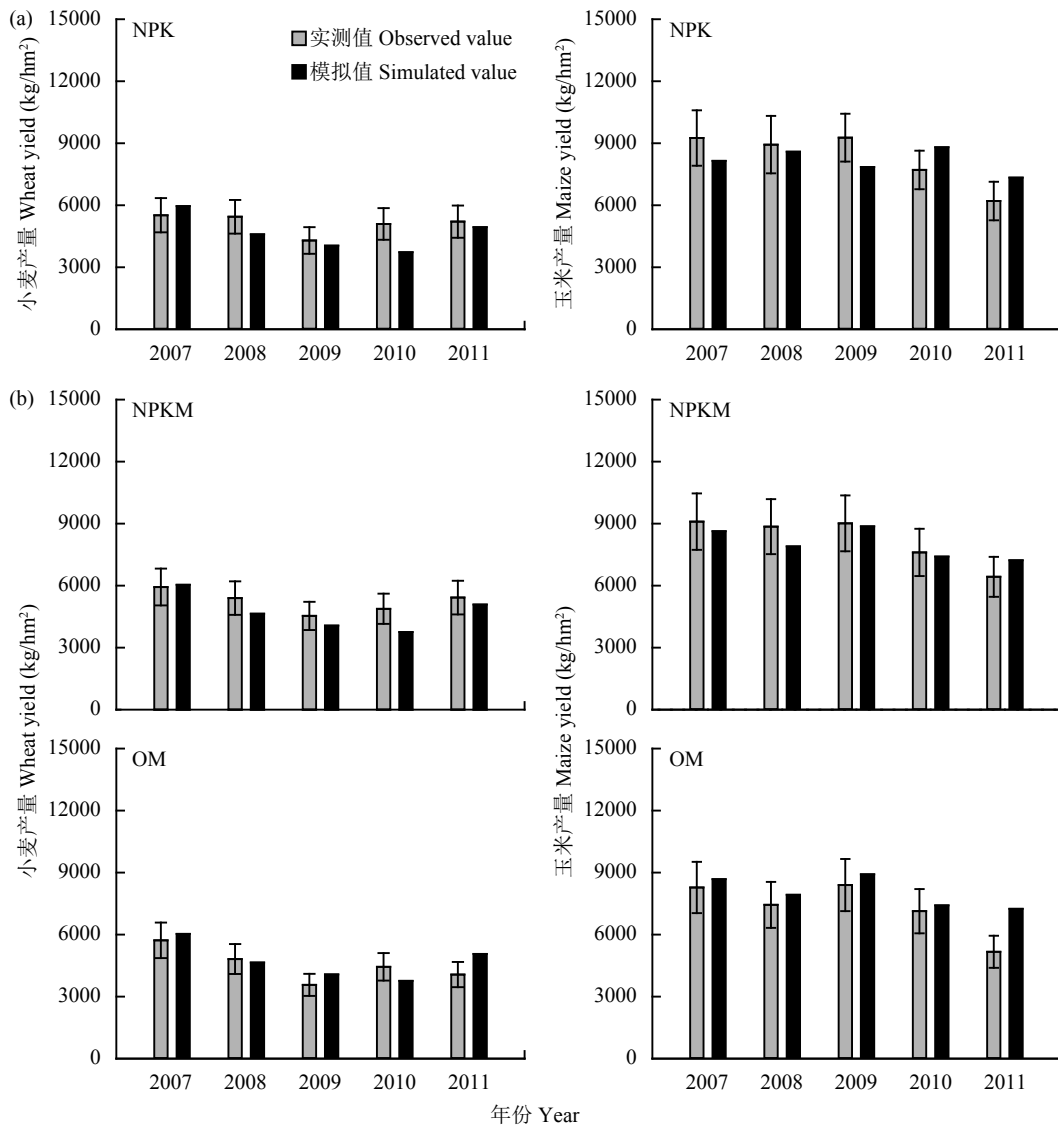 (a)
NPK
实测值 Observed value
模拟值 Simulated value
小麦产量 Wheat yield (kg/hm²)
15000
12000
9000
6000
3000
0
2007 2008 2009 2010 2011
NPK
玉米产量 Maize yield (kg/hm²)
15000
12000
9000
6000
3000
0
2007 2008 2009 2010 2011
(b)
NPKM
15000
12000
9000
6000
3000
0
NPKM
15000
12000
9000
6000
3000
0
小麦产量 Wheat yield (kg/hm²)
OM
15000
12000
9000
6000
3000
0
2007 2008 2009 2010 2011
玉米产量 Maize yield (kg/hm²)
OM
15000
12000
9000
6000
3000
0
2007 2008 2009 2010 2011
年份 Year